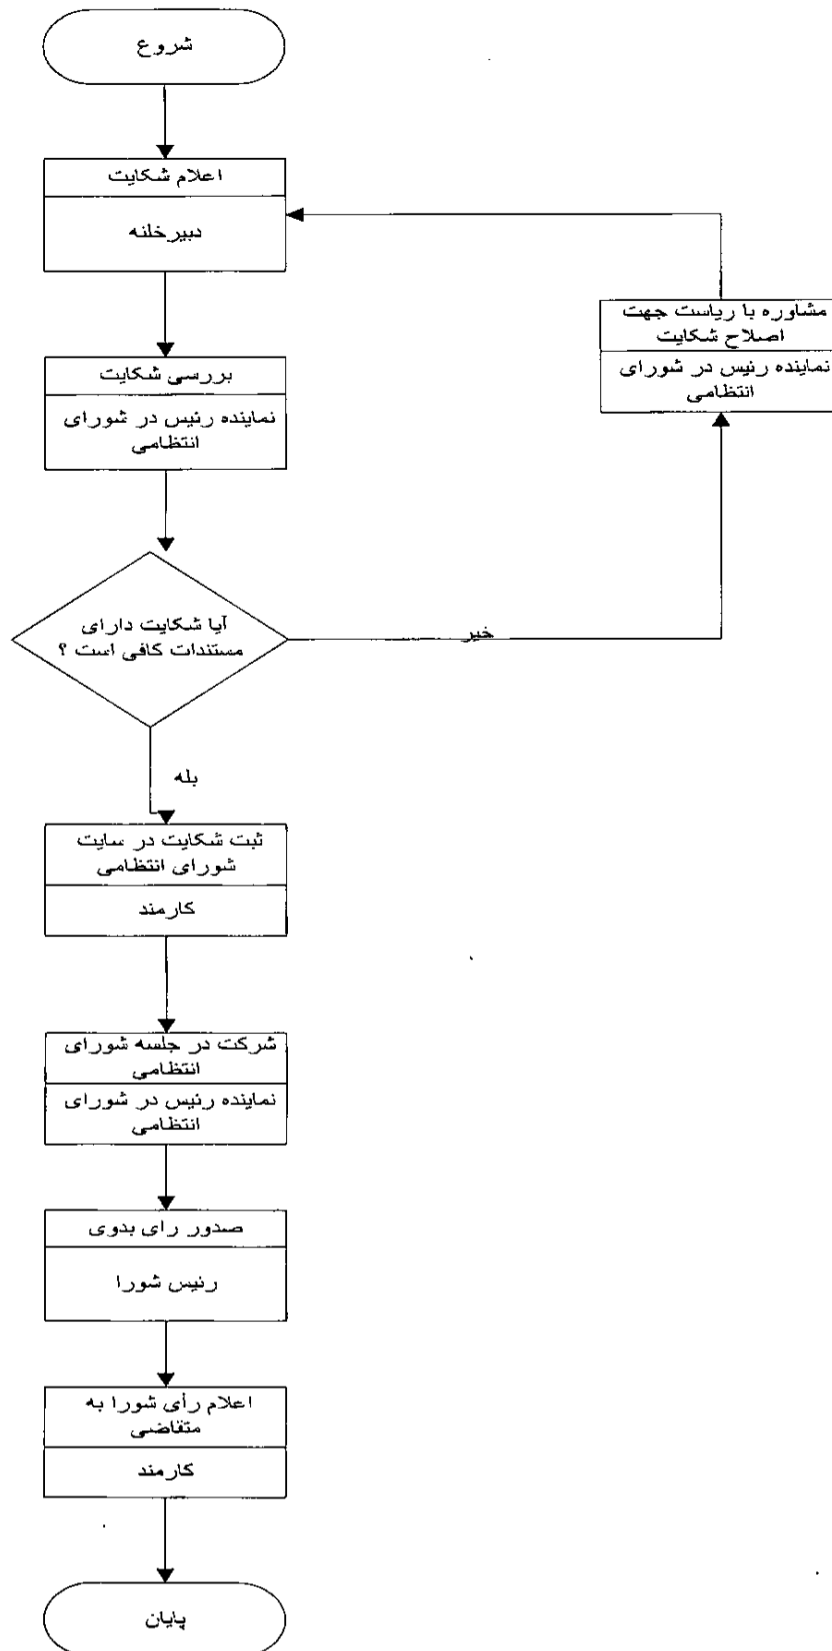 شروع
اعلام شکایت
دبیرخانه
مشاوره با ریاست جهت
اصلاح شکایت
نماینده رئیس در شورای
انتظامی
بررسی شکایت
نماینده رئیس در شورای
انتظامی
آیا شکایت دارای
مستندات کافی است ؟
خیر
بله
ثبت شکایت در سایت
شورای انتظامی
کارمند
شرکت در جلسه شورای
انتظامی
نماینده رئیس در شورای
انتظامی
صدور رای بدوی
رئیس شورا
اعلام رأی شورا به
متقاضی
کارمند
پایان